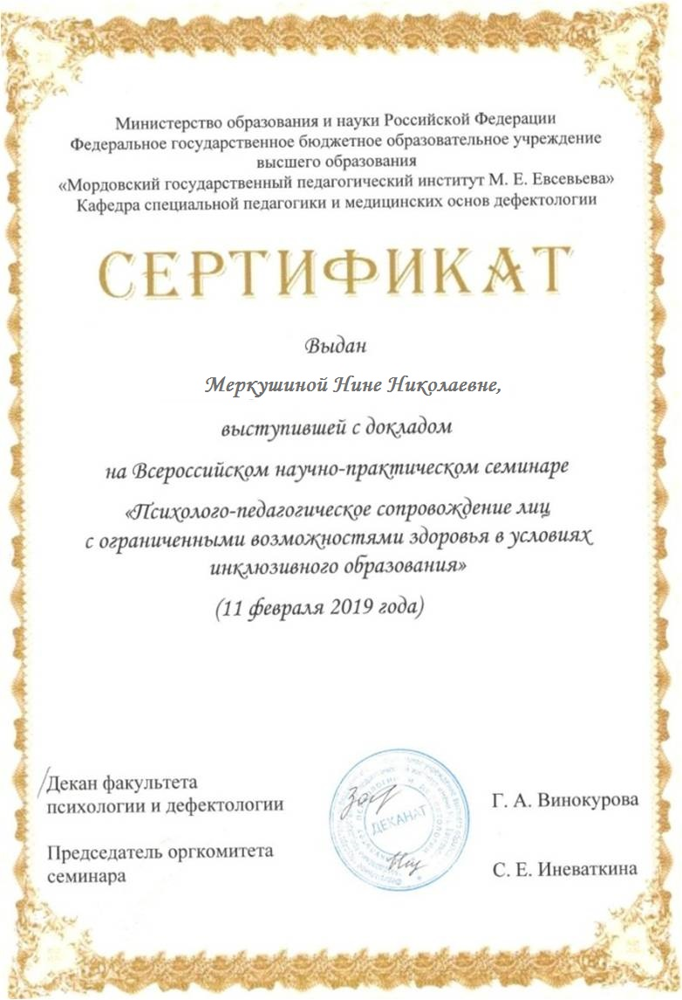 Министерство образования и науки Российской Федерации
Федеральное государственное бюджетное образовательное учреждение
высшего образования
«Мордовский государственный педагогический институт М. Е. Евсевьева»
Кафедра специальной педагогики и медицинских основ дефектологии
СЕРТИФИКАТ
Выдан
Меркушиной Нине Николаевне,
выступившей с докладом
на Всероссийском научно-практическом семинаре
«Психолого-педагогическое сопровождение лиц
с ограниченными возможностями здоровья в условиях
инклюзивного образования»
(11 февраля 2019 года)
Декан факультета
психологии и дефектологии
Г. А. Винокурова
ДЕКАНАТ
Председатель оргкомитета
семинара
С. Е. Иневаткина